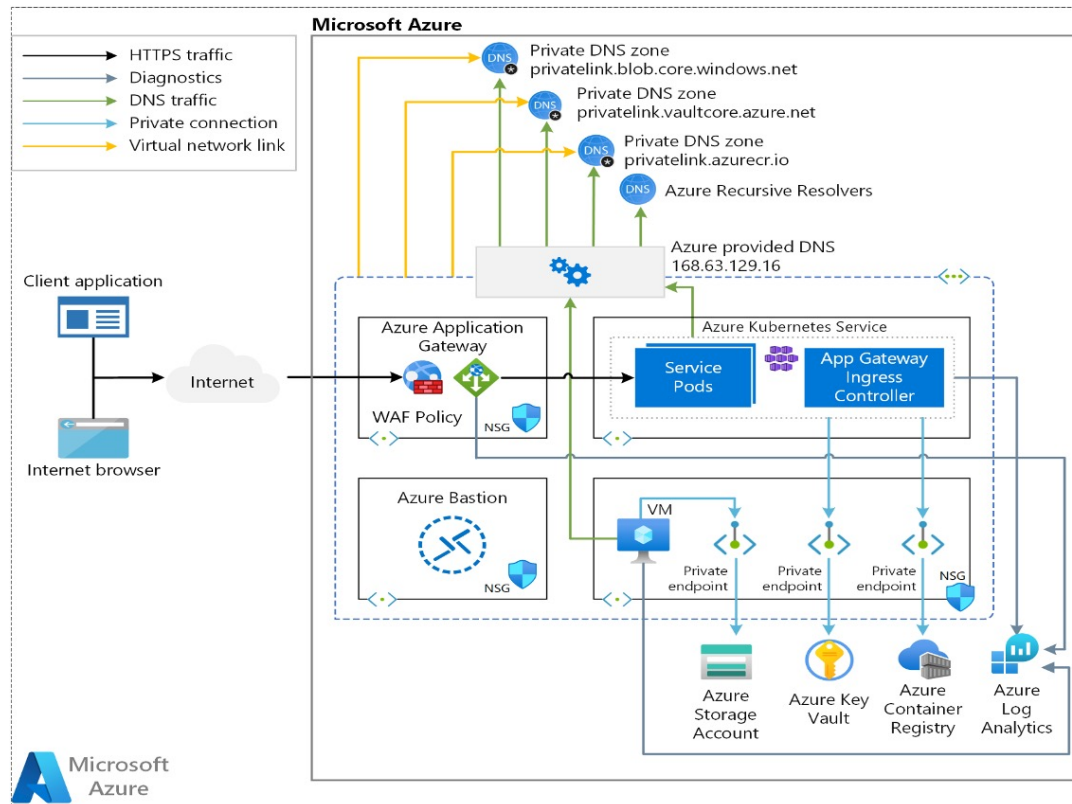 Microsoft Azure
HTTPS traffic
Diagnostics
DNS traffic
Private connection
Virtual network link
DNS
Private DNS zone
privatelink.blob.core.windows.net
DNS
Private DNS zone
privatelink.vaultcore.azure.net
DNS
Private DNS zone
privatelink.azurecr.io
DNS
Azure Recursive Resolvers
Azure provided DNS
168.63.129.16
Client application
Internet
Internet browser
Azure Application
Gateway
WAF Policy
NSG
Azure Kubernetes Service
Service
Pods
App Gateway
Ingress
Controller
Azure Bastion
NSG
VM
Private
endpoint
Private
endpoint
Private
endpoint
NSG
Azure
Storage
Account
Azure Key
Vault
Azure
Container
Registry
Azure
Log
Analytics
Microsoft
Azure